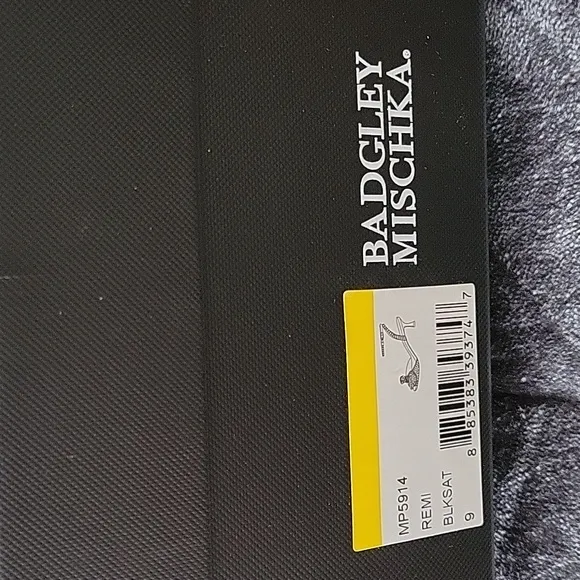 BADGLEY
MISCHKA®
MP5914
REMI
BLKSAT
9
8 85383 39374 7